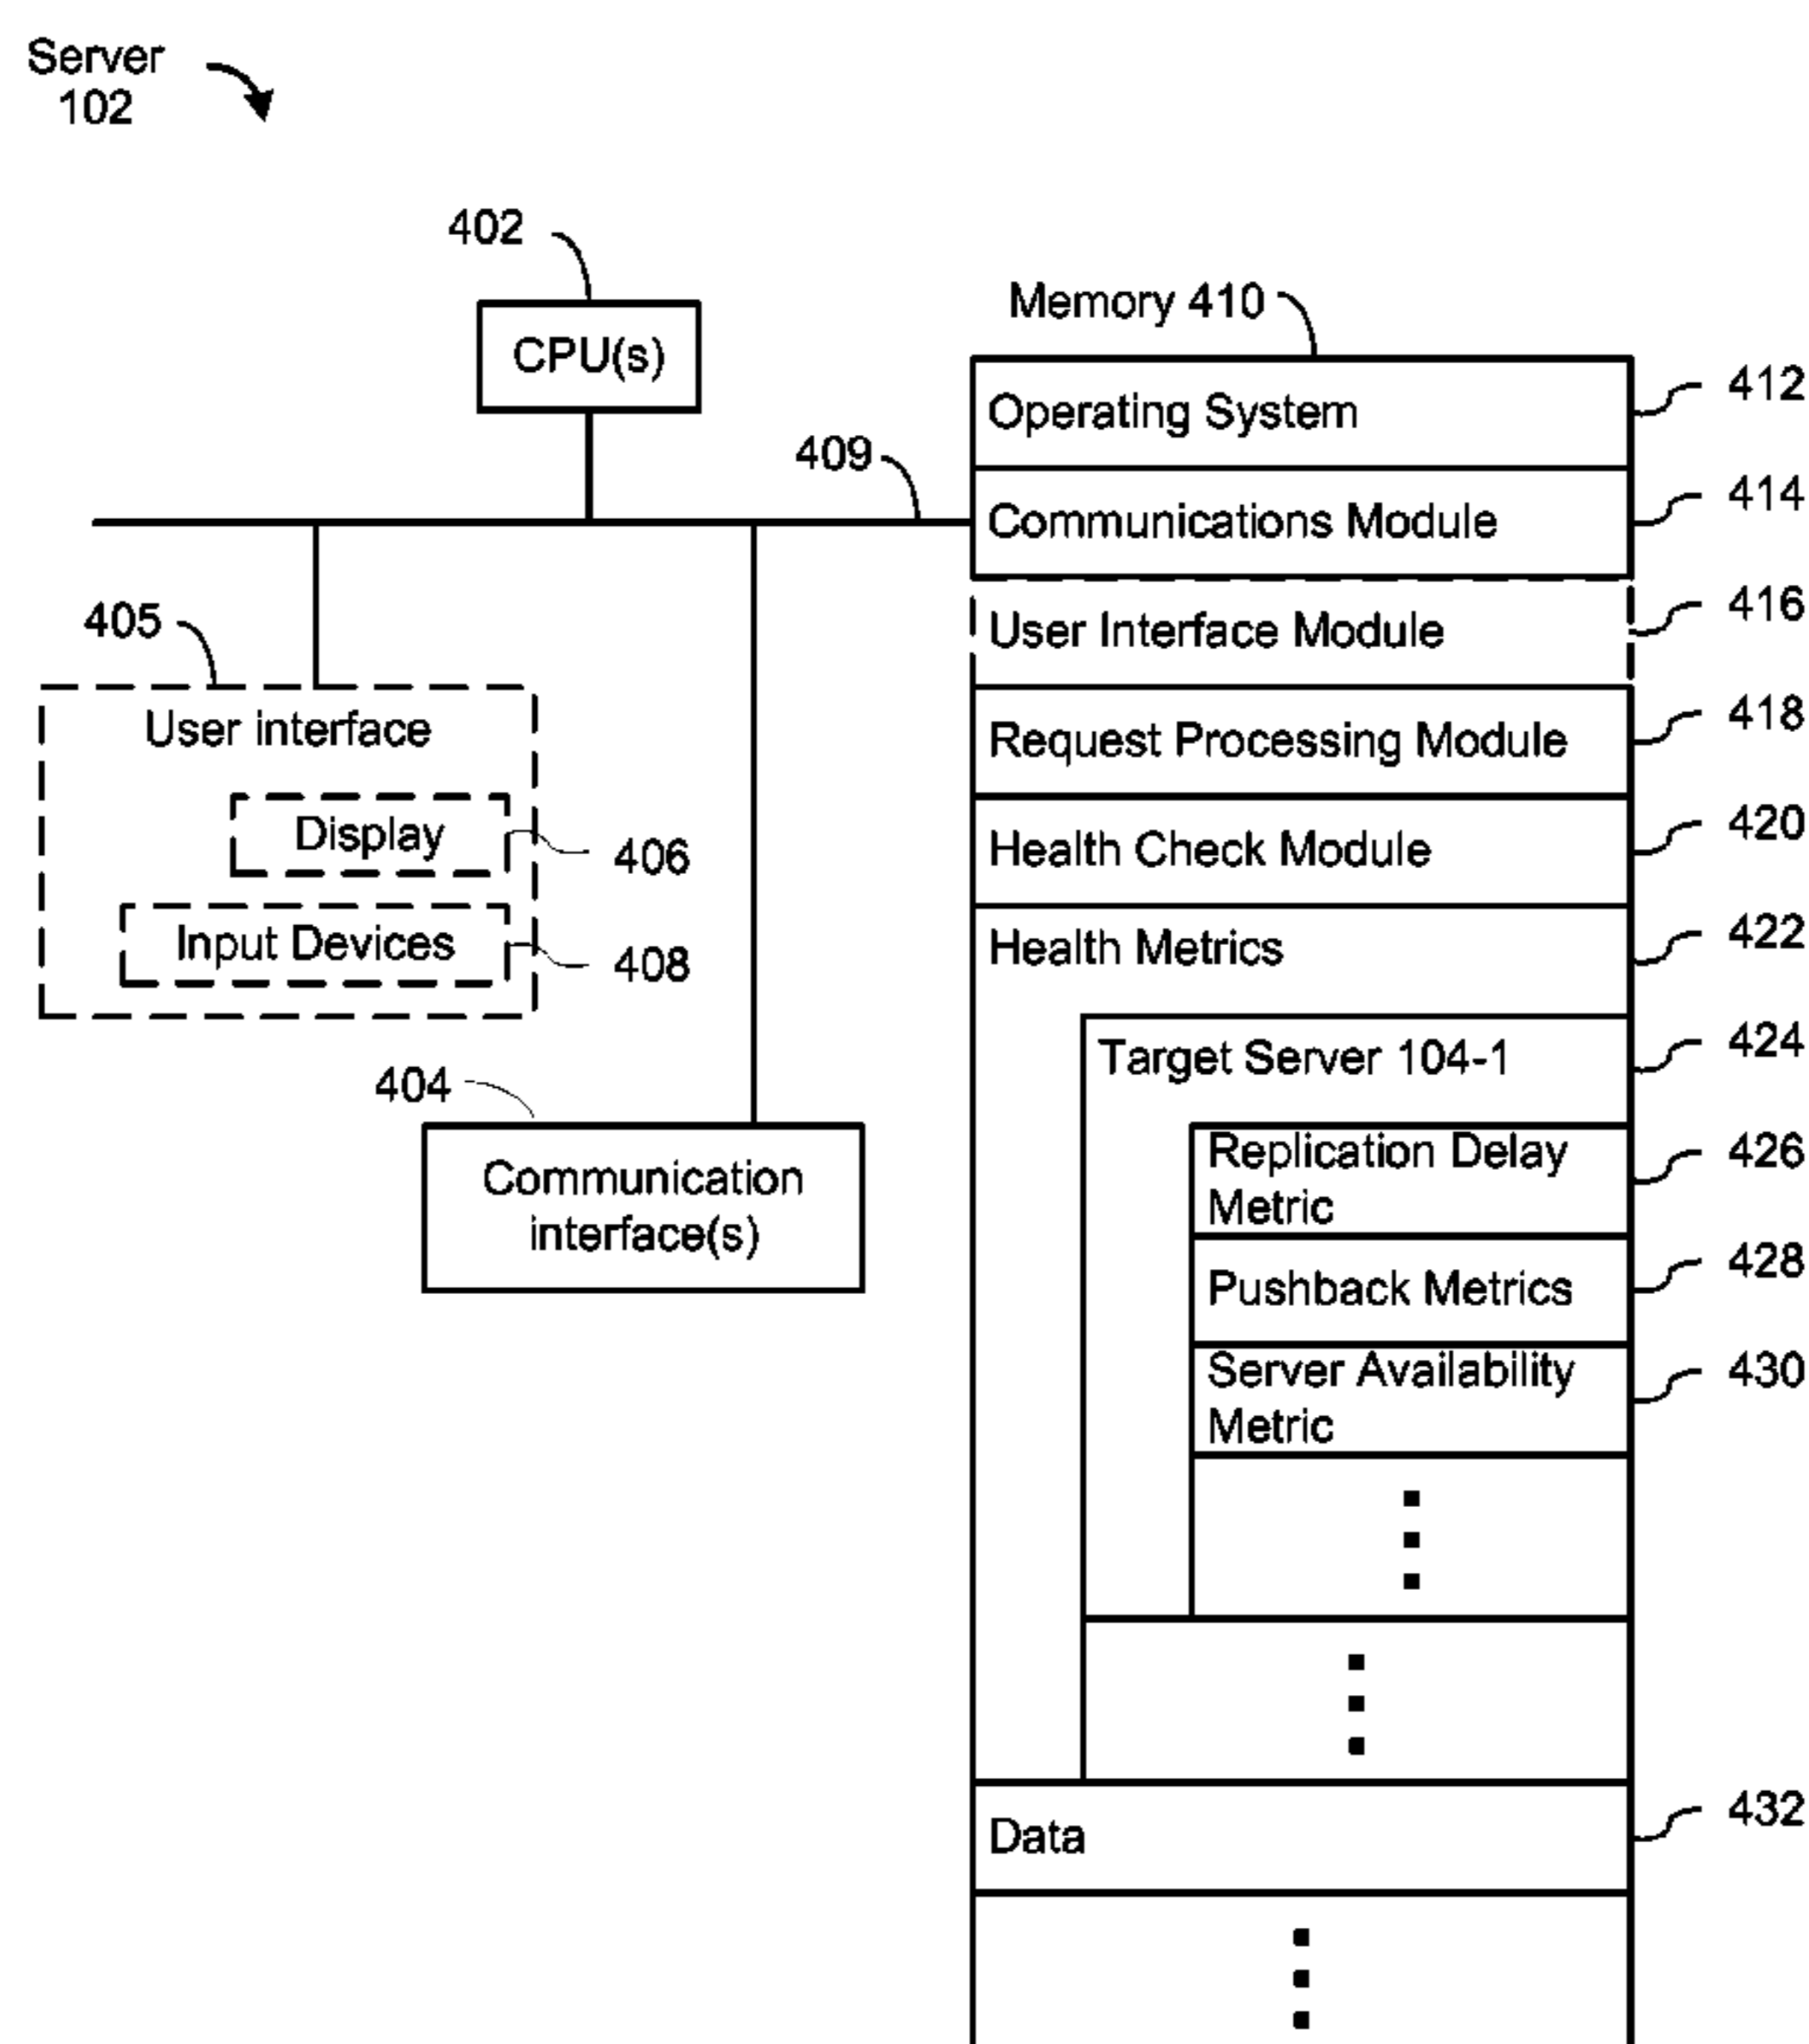 Server
102
402
CPU(s)
409
405
User interface
Display
406
Input Devices
408
404
Communication
interface(s)
Memory 410
Operating System
412
Communications Module
414
User Interface Module
416
Request Processing Module
418
Health Check Module
420
Health Metrics
422
Target Server 104-1
424
Replication Delay
Metric
426
Pushback Metrics
428
Server Availability
Metric
430
Data
432